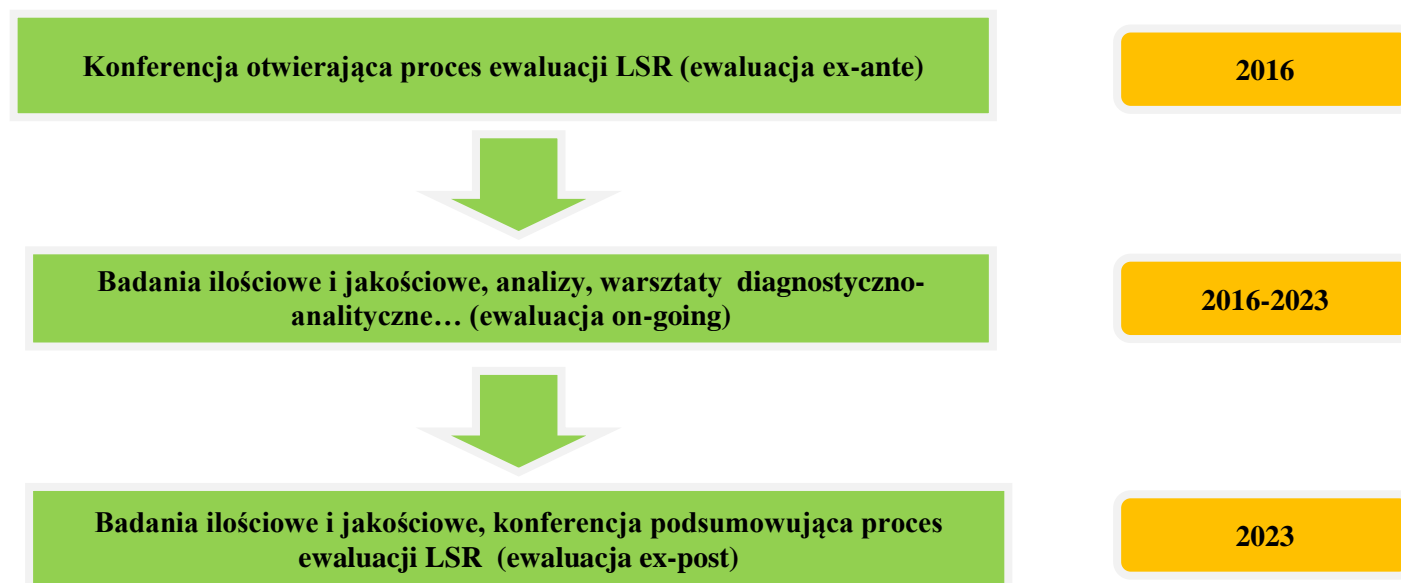 Konferencja otwierająca proces ewaluacji LSR (ewaluacja ex-ante)
2016
Badania ilościowe i jakościowe, analizy, warsztaty  diagnostyczno-
analityczne… (ewaluacja on-going)
2016-2023
Badania ilościowe i jakościowe, konferencja podsumowująca proces
ewaluacji LSR  (ewaluacja ex-post)
2023